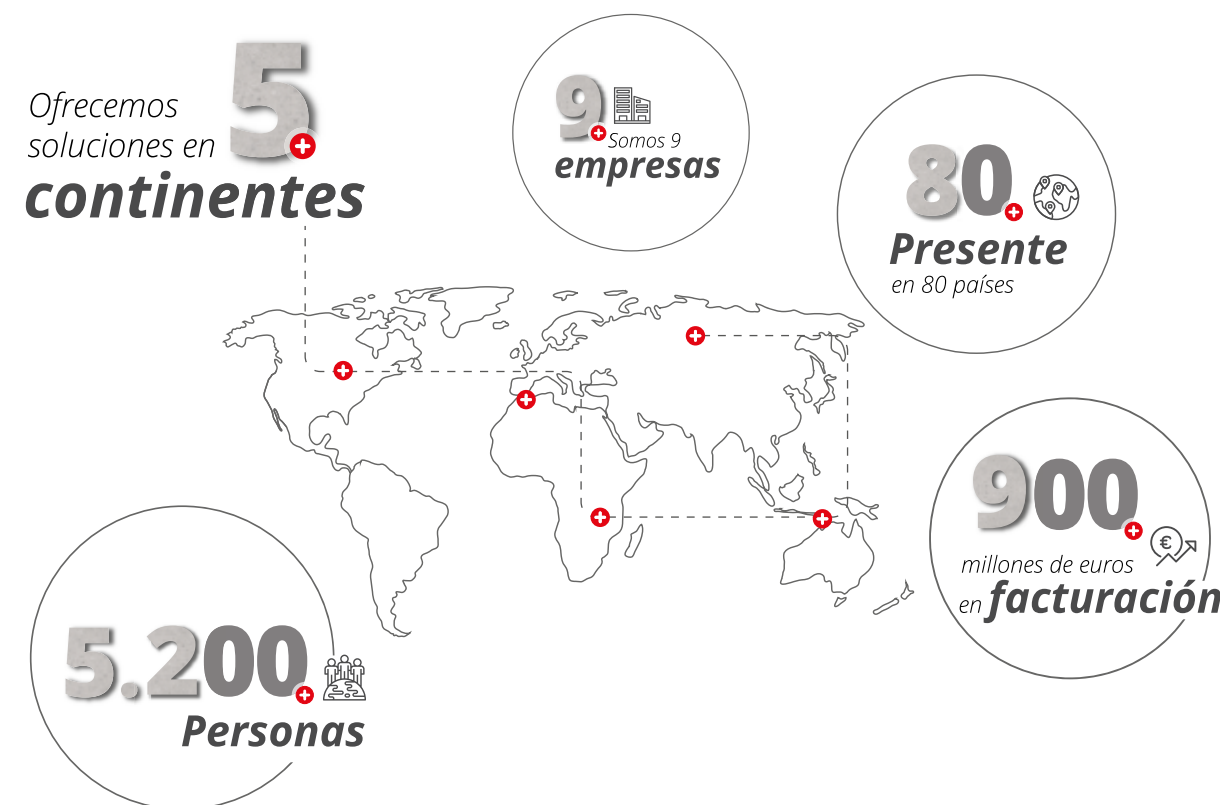 Ofrecemos
soluciones en 5
continentes
9
Somos 9
empresas
80
Presente
en 80 países
900
millones de euros €
en facturación
5.200
Personas